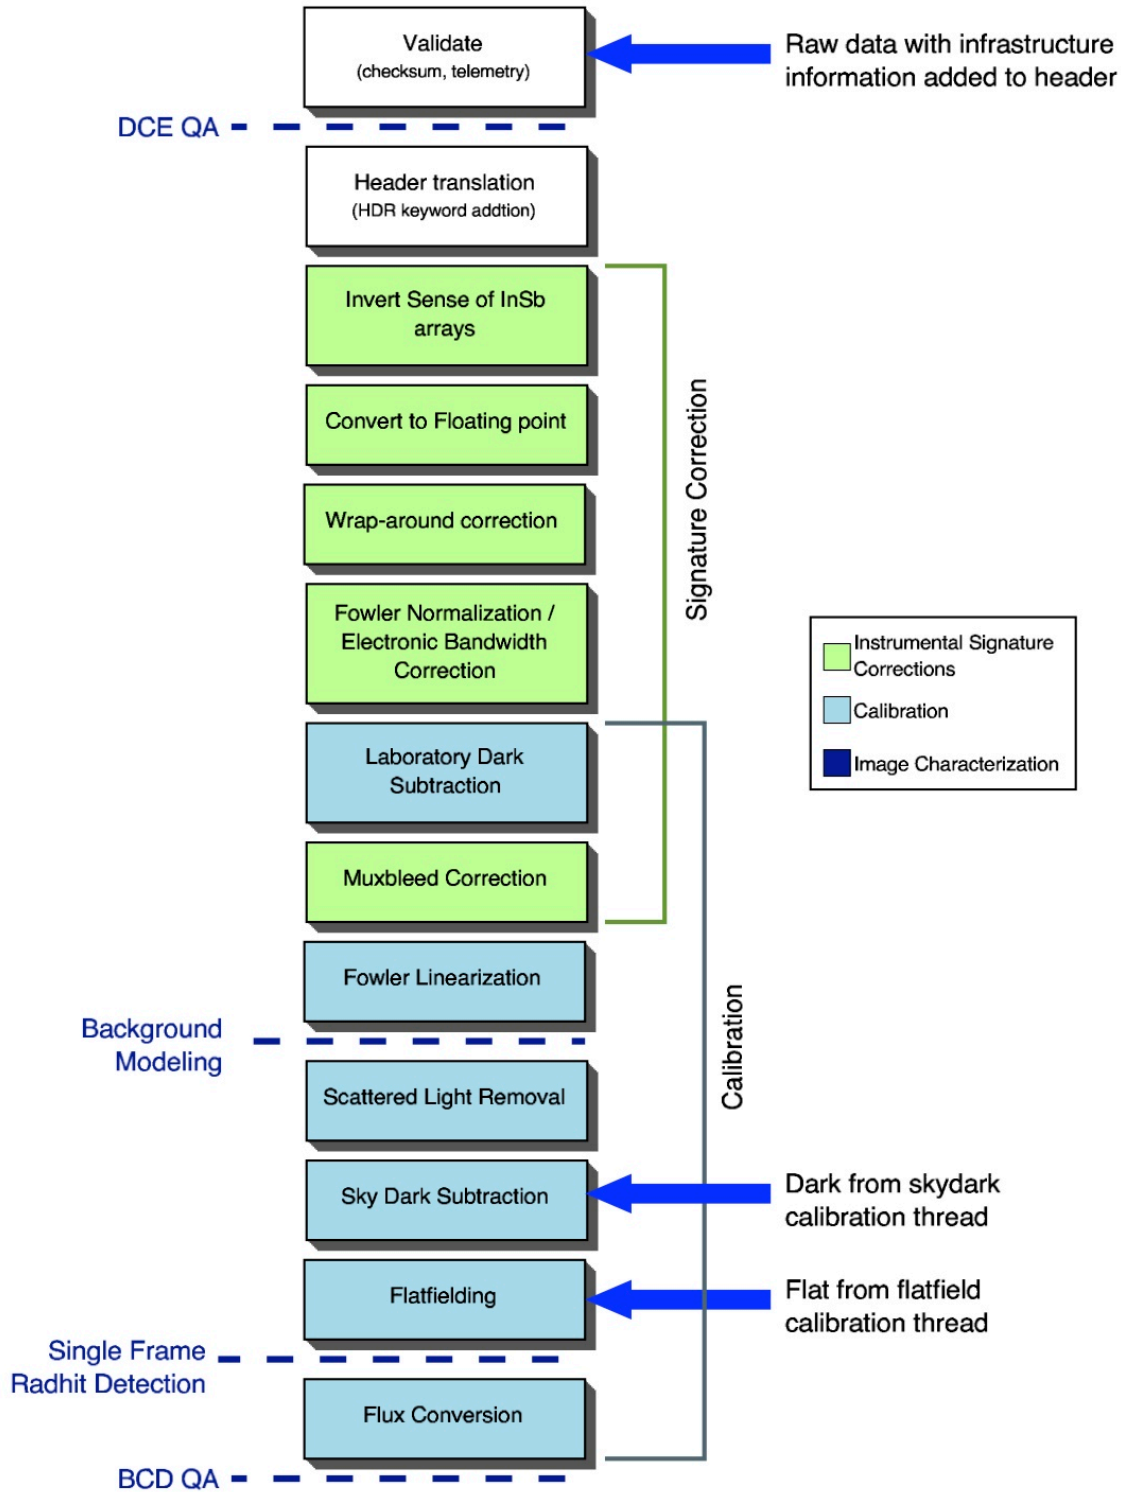 Validate
(checksum, telemetry)
Raw data with infrastructure
information added to header
DCE QA
Header translation
(HDR keyword addtion)
Invert Sense of InSb
arrays
Convert to Floating point
Wrap-around correction
Fowler Normalization /
Electronic Bandwidth
Correction
Signature Correction
Laboratory Dark
Subtraction
Muxbleed Correction
Fowler Linearization
Background
Modeling
Scattered Light Removal
Sky Dark Subtraction
Dark from skydark
calibration thread
Flatfielding
Flat from flatfield
calibration thread
Single Frame
Radhit Detection
Flux Conversion
BCD QA
Calibration
Instrumental Signature
Corrections
Calibration
Image Characterization